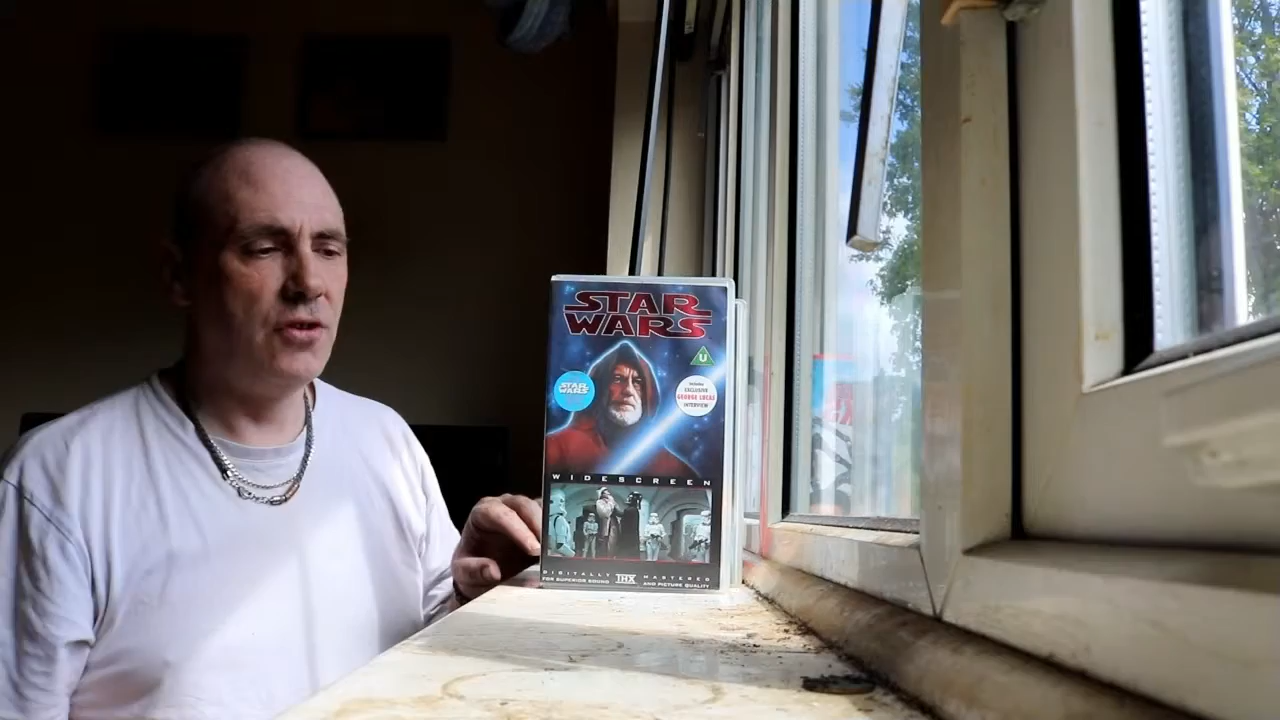 STAR
WARS
U
STAR
WARS
Includes
EXCLUSIVE
GEORGE LUCAS
INTERVIEW
WIDESCREEN
DIGITALLY THX MASTERED
FOR SUPERIOR SOUND AND PICTURE QUALITY